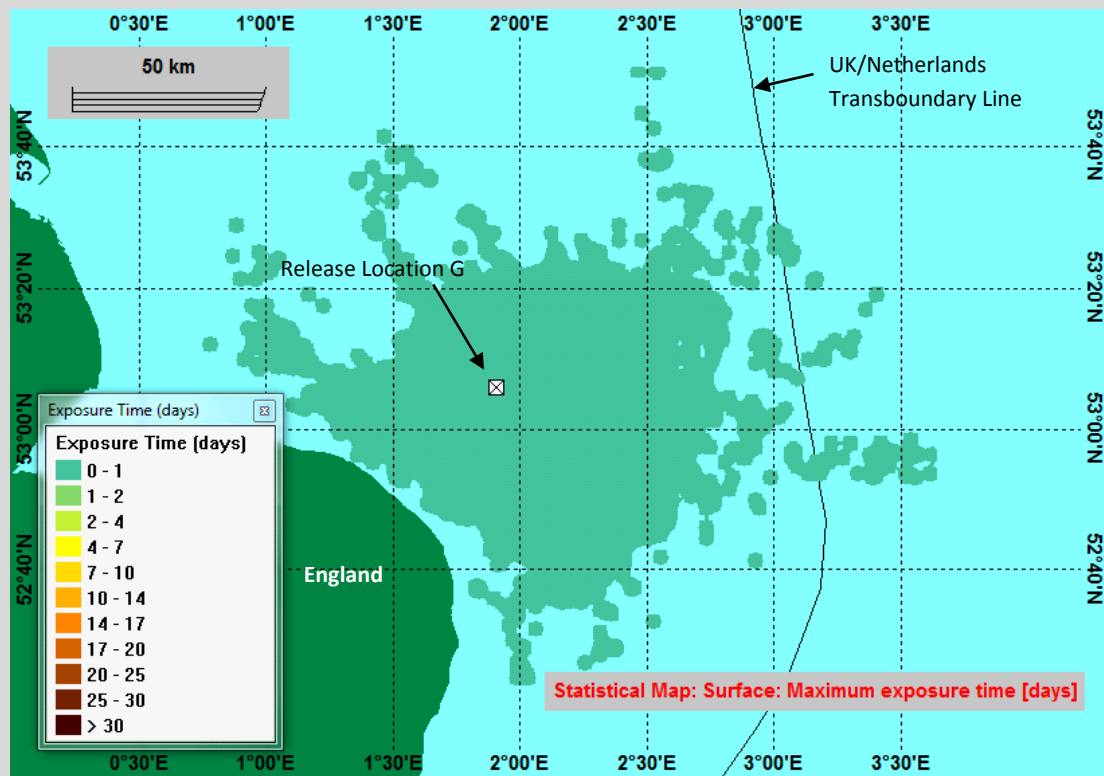 0°30'E 1°00'E 1°30'E 2°00'E 2°30'E 3°00'E 3°30'E
50 km
UK/Netherlands
Transboundary Line
53°40'N 53°40'N
Release Location G
53°20'N 53°20'N
53°00'N 53°00'N
Exposure Time (days)
Exposure Time (days)
0 - 1
1 - 2
2 - 4
4 - 7
7 - 10
10 - 14
14 - 17
17 - 20
20 - 25
25 - 30
> 30
52°40'N 52°40'N
England
Statistical Map: Surface: Maximum exposure time [days]
0°30'E 1°00'E 1°30'E 2°00'E 2°30'E 3°00'E 3°30'E